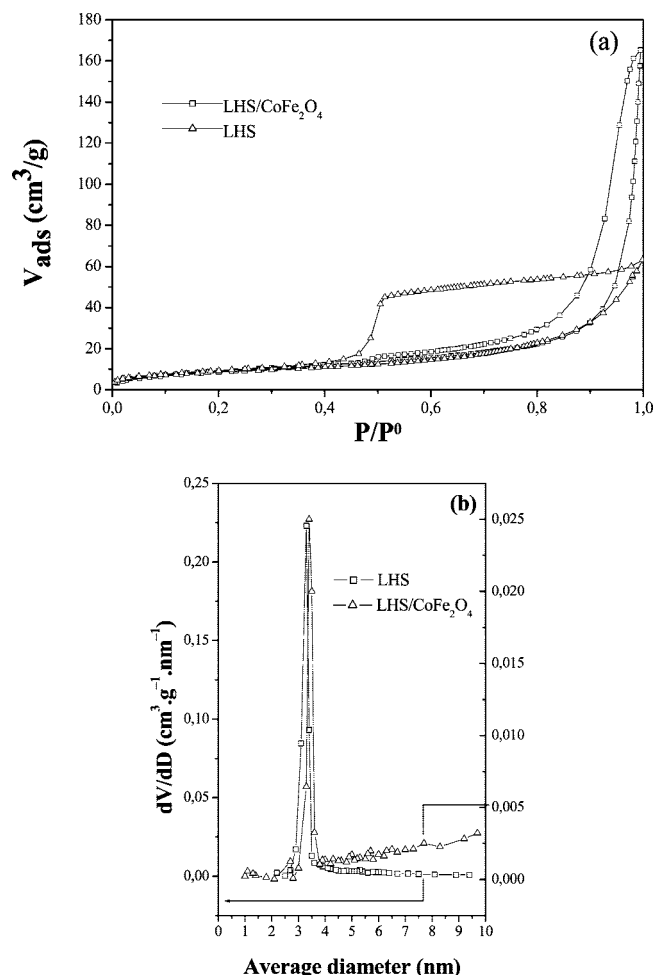 (a)
180
160
140
120
100
80
60
40
20
0
V_ads (cm³/g)
LHS/CoFe₂O₄
LHS
0,0 0,2 0,4 0,6 0,8 1,0
P/P⁰
(b)
0,25
0,20
0,15
0,10
0,05
0,00
dV/dD (cm³.g⁻¹.nm⁻¹)
LHS
LHS/CoFe₂O₄
0,025
0,020
0,015
0,010
0,005
0,000
0 1 2 3 4 5 6 7 8 9 10
Average diameter (nm)